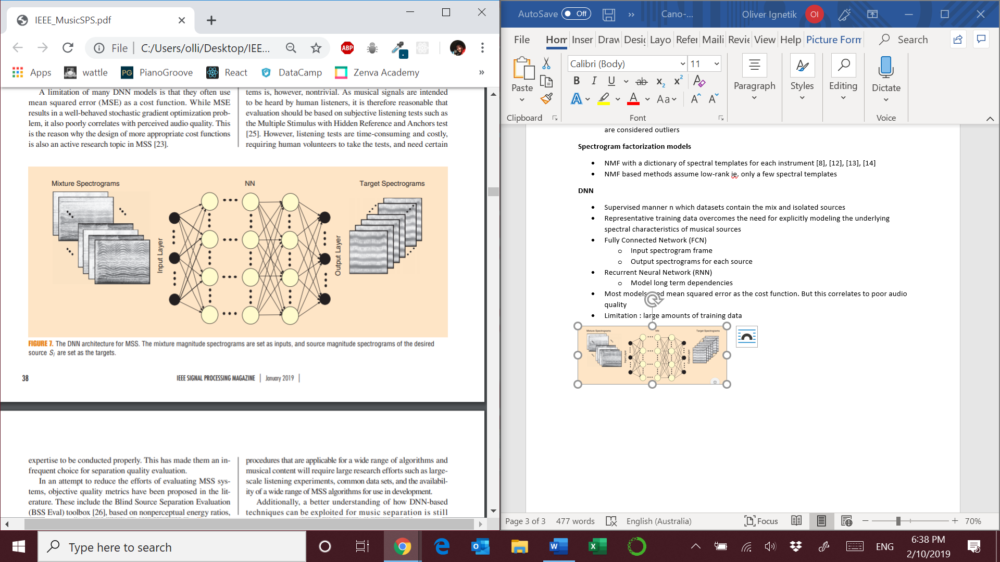 IEEE_MusicSPS.pdf
File
C:/Users/olli/Desktop/IEE...
ABP
Apps
wattle
PG
PianoGroove
React
DataCamp
Zenva Academy
»
A limitation of many DNN models is that they often use
mean squared error (MSE) as a cost function. While MSE
results in a well-behaved stochastic gradient optimization prob-
lem, it also poorly correlates with perceived audio quality. This
is the reason why the design of more appropriate cost functions
is also an active research topic in MSS [23].
tems is, however, nontrivial. As musical signals are intended
to be heard by human listeners, it is therefore reasonable that
evaluation should be based on subjective listening tests such as
the Multiple Stimulus with Hidden Reference and Anchors test
[25]. However, listening tests are time-consuming and costly,
requiring human volunteers to take the tests, and need certain
Mixture Spectrograms
NN
Target Spectrograms
Input Layer
Output Layer
FIGURE 7. The DNN architecture for MSS. The mixture magnitude spectrograms are set as inputs, and source magnitude spectrograms of the desired
source Sj are set as the targets.
38
IEEE SIGNAL PROCESSING MAGAZINE | January 2019 |
expertise to be conducted properly. This has made them an in-
frequent choice for separation quality evaluation.
In an attempt to reduce the efforts of evaluating MSS sys-
tems, objective quality metrics have been proposed in the lit-
erature. These include the Blind Source Separation Evaluation
(BSS Eval) toolbox [26], based on nonperceptual energy ratios,
procedures that are applicable for a wide range of algorithms and
musical content will require large research efforts such as large-
scale listening experiments, common data sets, and the availabil-
ity of a wide range of MSS algorithms for use in development.
Additionally, a better understanding of how DNN-based
techniques can be exploited for music separation is still
AutoSave
Off
»
Cano-...
Oliver Ignetik
OI
File
Hom
Inser
Draw
Desig
Layo
Refer
Maili
Revie
View
Help
Picture Form
Search
Paste
Clipboard
Calibri (Body)
11
B I U ab x2 x2 A
A A Aa A A
Font
Paragraph
Styles
Editing
Dictate
Voice
are considered outliers
Spectrogram factorization models
• NMF with a dictionary of spectral templates for each instrument [8], [12], [13], [14]
• NMF based methods assume low-rank ie. only a few spectral templates
DNN
• Supervised manner n which datasets contain the mix and isolated sources
• Representative training data overcomes the need for explicitly modeling the underlying
spectral characteristics of musical sources
• Fully Connected Network (FCN)
o Input spectrogram frame
o Output spectrograms for each source
• Recurrent Neural Network (RNN)
o Model long term dependencies
• Most models mean squared error as the cost function. But this correlates to poor audio
quality
• Limitation : large amounts of training data
Mixture Spectrograms
NN
Target Spectrograms
Input Layer
Output Layer
Page 3 of 3
477 words
English (Australia)
Focus
70%
Type here to search
ENG
6:38 PM
2/10/2019